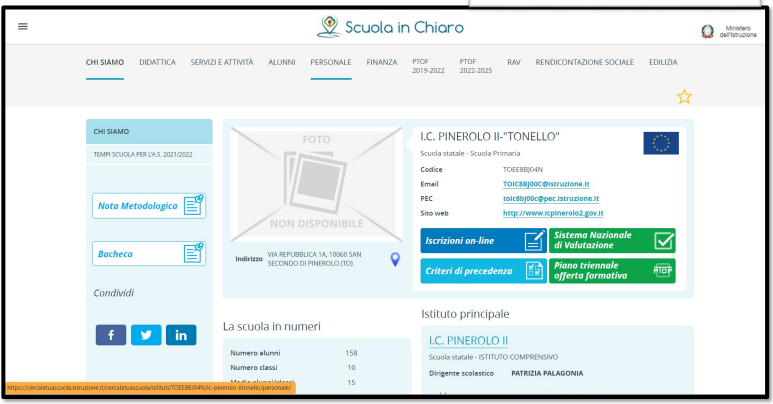 Scuola in Chiaro
Ministero
dell'Istruzione
CHI SIAMO DIDATTICA SERVIZI E ATTIVITÀ ALUNNI PERSONALE FINANZA PTOF 2019-2022 PTOF 2022-2025 RAV RENDICONTAZIONE SOCIALE EDILIZIA
CHI SIAMO
TEMPI SCUOLA PER L'A.S. 2021/2022
Nota Metodologica
Bacheca
Condividi
FOTO
NON DISPONIBILE
Indirizzo VIA REPUBBLICA 1A, 10060 SAN
SECONDO DI PINEROLO (TO)
I.C. PINEROLO II-"TONELLO"
Scuola statale - Scuola Primaria
Codice TOEE8BJ04N
Email TOIC8BJ00C@istruzione.it
PEC toic8bj00c@pec.istruzione.it
Sito web http://www.icpinerolo2.gov.it
Iscrizioni on-line
Sistema Nazionale
di Valutazione
Criteri di precedenza
Piano triennale
offerta formativa
PTOF
La scuola in numeri
Numero alunni 158
Numero classi 10
Medio alunni/classi 15
Istituto principale
I.C. PINEROLO II
Scuola statale - ISTITUTO COMPRENSIVO
Dirigente scolastico PATRIZIA PALAGONIA
https://cercalatuascuola.istruzione.it/cercalatuascuola/istituti/TOEE8BJ04N/ic-pinerolo-iitonello/personale/